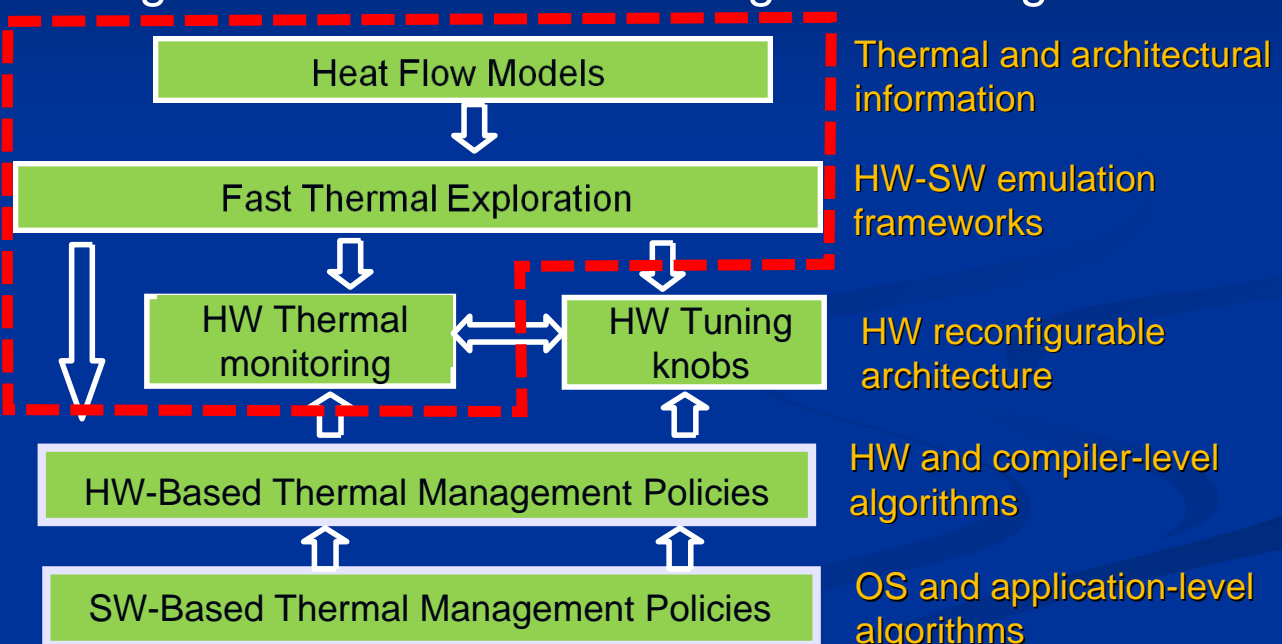 Heat Flow Models
Thermal and architectural
information
Fast Thermal Exploration
HW-SW emulation
frameworks
HW Thermal
monitoring
HW Tuning
knobs
HW reconfigurable
architecture
HW-Based Thermal Management Policies
HW and compiler-level
algorithms
SW-Based Thermal Management Policies
OS and application-level
algorithms